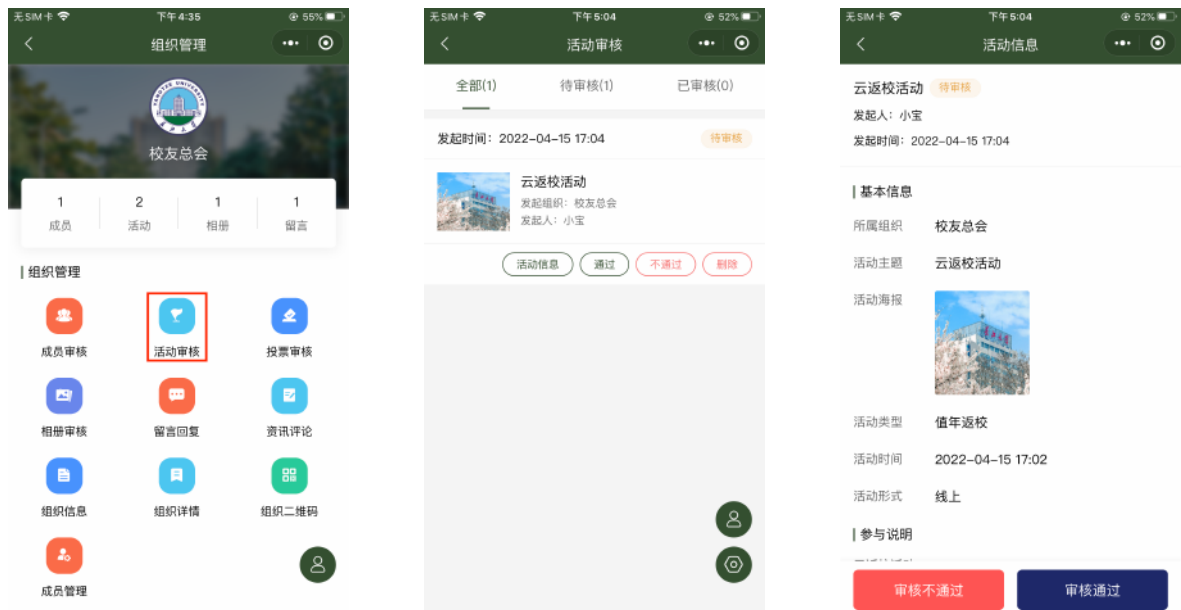 无SIM卡 下午4:35 55%
组织管理
YANGTZE UNIVERSITY
校友总会
1 2 1 1
成员 活动 相册 留言
组织管理
成员审核 活动审核 投票审核
相册审核 留言回复 资讯评论
组织信息 组织详情 组织二维码
成员管理
无SIM卡 下午5:04 52%
活动审核
全部(1) 待审核(1) 已审核(0)
发起时间：2022-04-15 17:04 待审核
云返校活动
发起组织：校友总会
发起人：小宝
活动信息 通过 不通过 删除
无SIM卡 下午5:04 52%
活动信息
云返校活动 待审核
发起人：小宝
发起时间：2022-04-15 17:04
基本信息
所属组织 校友总会
活动主题 云返校活动
活动海报
活动类型 值年返校
活动时间 2022-04-15 17:02
活动形式 线上
参与说明
审核不通过 审核通过